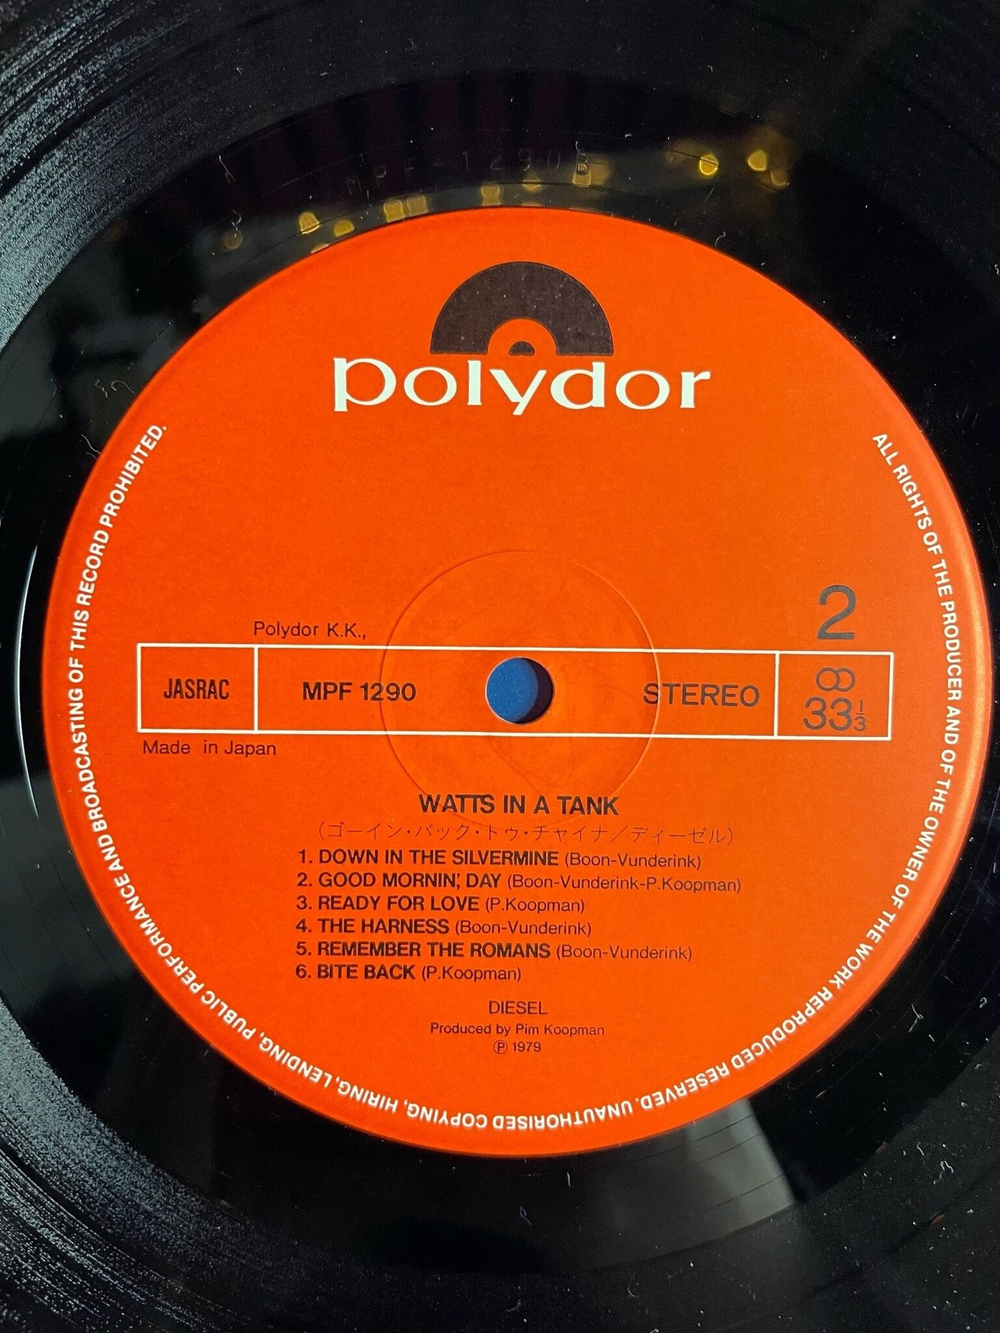 MPF-1290B
polydor
ALL RIGHTS OF THE PRODUCER AND OF THE OWNER OF THE WORK REPRODUCED RESERVED. UNAUTHORISED COPYING, HIRING, LENDING, PUBLIC PERFORMANCE AND BROADCASTING OF THIS RECORD PROHIBITED.
2
Polydor K.K.,
JASRAC MPF 1290 STEREO ∞ 33 1/3
Made in Japan
WATTS IN A TANK
(ゴーイン・バック・トゥ・チャイナ/ディーゼル)
1. DOWN IN THE SILVERMINE (Boon-Vunderink)
2. GOOD MORNIN', DAY (Boon-Vunderink-P.Koopman)
3. READY FOR LOVE (P.Koopman)
4. THE HARNESS (Boon-Vunderink)
5. REMEMBER THE ROMANS (Boon-Vunderink)
6. BITE BACK (P.Koopman)
DIESEL
Produced by Pim Koopman
Ⓟ 1979